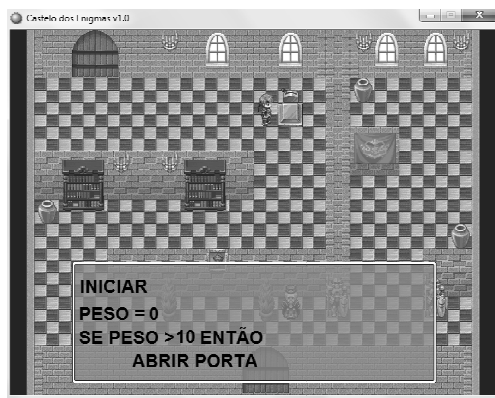 Castelo dos Enigmas v1.0
INICIAR
PESO = 0
SE PESO >10 ENTÃO
ABRIR PORTA